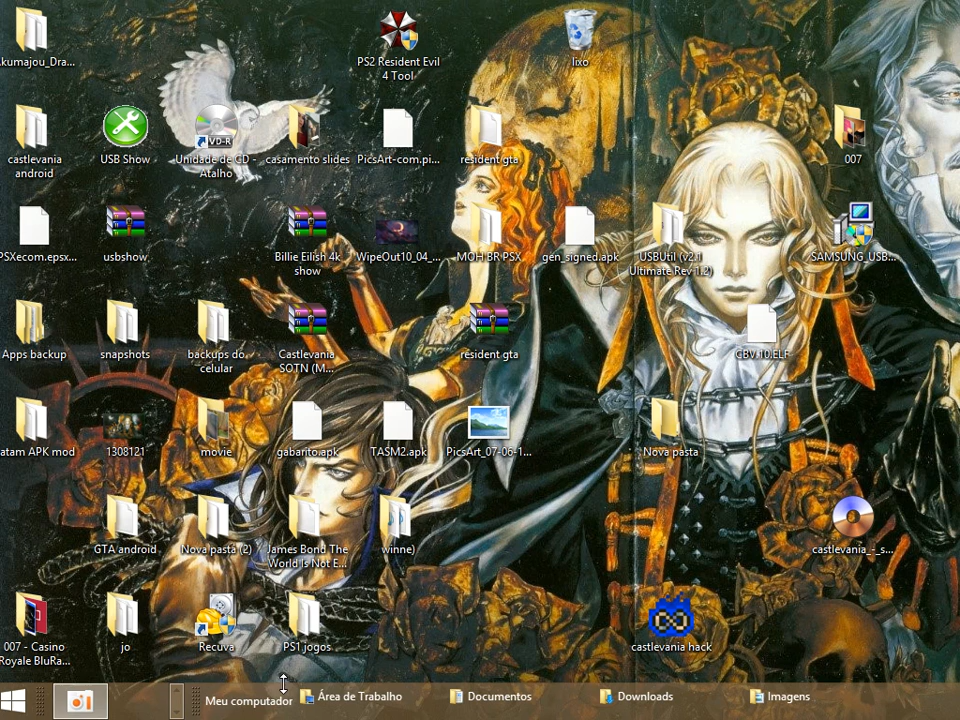 kumajou_Dra...
PS2 Resident Evil
4 Tool
lixo
castlevania
android
USB Show
VD-R
Unidade de CD -
Atalho
casamento slides
PicsArt-com.pi...
resident gta
007
PSXecom.epsx...
usbshow
Billie Eilish 4k
show
WipeOut10_04_...
MOH BR PSX
gen_signed.apk
USBUtil (v2.1
Ultimate Rev 1.2)
SAMSUNG_USB...
Apps backup
snapshots
backups do
celular
Castlevania
SOTN (M...
resident gta
CBV.10.ELF
atam APK mod
1308121
movie
gabarito.apk
TASM2.apk
PicsArt_07-06-1...
Nova pasta
GTA android
Nova pasta (2)
James Bond The
World Is Not E...
winne)
castlevania_-_s...
007 - Casino
Royale BluRa...
jo
Recuva
PS1 jogos
castlevania hack
Meu computador
Área de Trabalho
Documentos
Downloads
Imagens